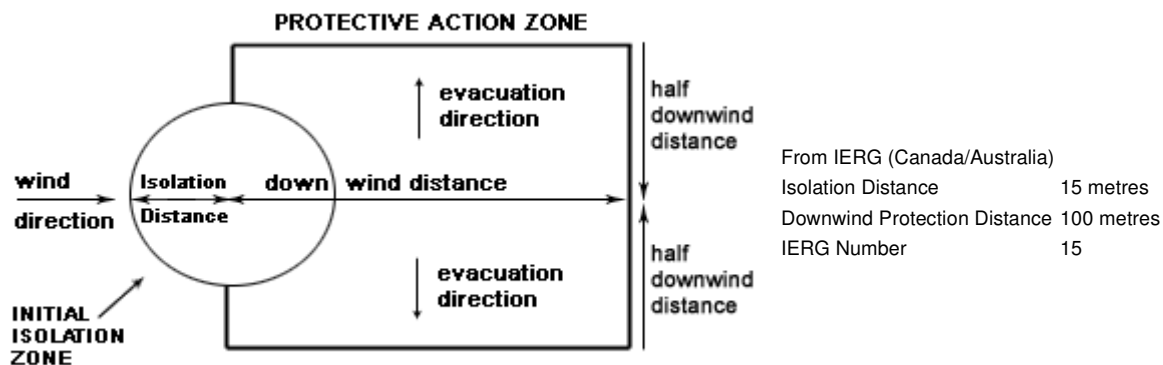 PROTECTIVE ACTION ZONE
evacuation
direction
half
downwind
distance
wind
direction
Isolation
Distance
down wind distance
evacuation
direction
half
downwind
distance
INITIAL
ISOLATION
ZONE
From IERG (Canada/Australia)
Isolation Distance 15 metres
Downwind Protection Distance 100 metres
IERG Number 15